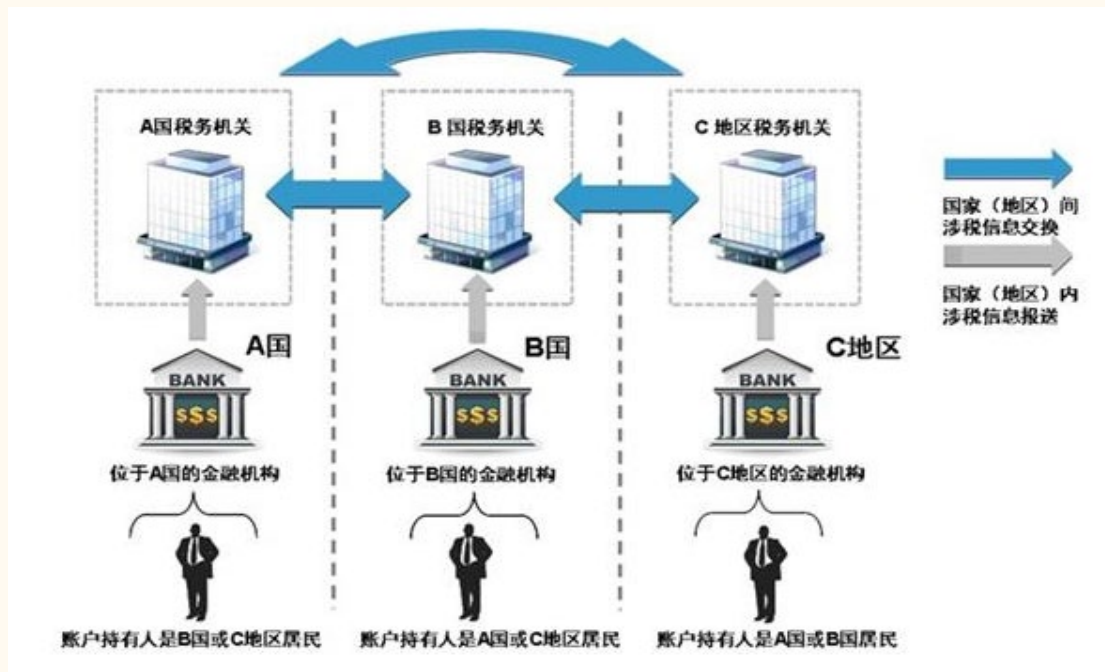 A国税务机关
B 国税务机关
C 地区税务机关
国家（地区）间
涉税信息交换
国家（地区）内
涉税信息报送
A国
B国
C地区
BANK
$$$
BANK
$$$
BANK
$$$
位于A国的金融机构
位于B国的金融机构
位于C地区的金融机构
账户持有人是B国或C地区居民
账户持有人是A国或C地区居民
账户持有人是A国或B国居民